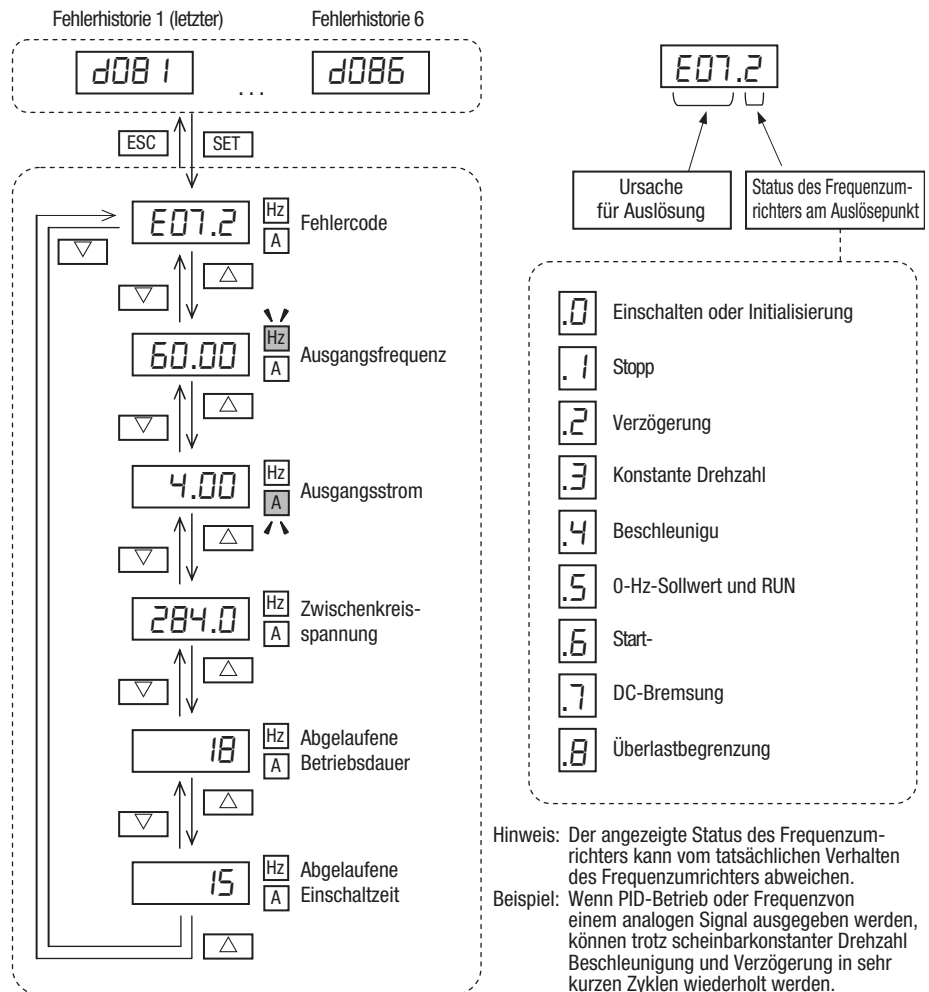 Fehlerhistorie 1 (letzter)
Fehlerhistorie 6
d081
...
d086
ESC
SET
E07.2
Hz
A
Fehlercode
60.00
Hz
A
Ausgangsfrequenz
4.00
Hz
A
Ausgangsstrom
284.0
Hz
A
Zwischenkreis-
spannung
18
Hz
A
Abgelaufene
Betriebsdauer
15
Hz
A
Abgelaufene
Einschaltzeit
E07.2
Ursache
für Auslösung
Status des Frequenzum-
richters am Auslösepunkt
.0 Einschalten oder Initialisierung
.1 Stopp
.2 Verzögerung
.3 Konstante Drehzahl
.4 Beschleunigu
.5 0-Hz-Sollwert und RUN
.6 Start-
.7 DC-Bremsung
.8 Überlastbegrenzung
Hinweis: Der angezeigte Status des Frequenzum-
richters kann vom tatsächlichen Verhalten
des Frequenzumrichters abweichen.
Beispiel: Wenn PID-Betrieb oder Frequenzvon
einem analogen Signal ausgegeben werden,
können trotz scheinbarkonstanter Drehzahl
Beschleunigung und Verzögerung in sehr
kurzen Zyklen wiederholt werden.